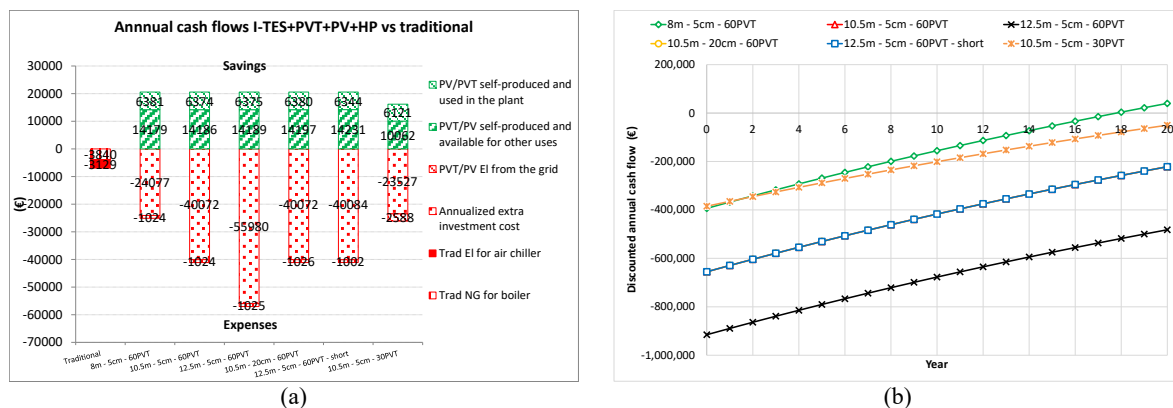 Annnual cash flows I-TES+PVT+PV+HP vs traditional
Savings
30000
20000
10000
0
-10000
-20000
-30000
-40000
-50000
-60000
-70000
(€)
6381 6374 6375 6380 6344 6121
14179 14186 14189 14197 14231 10062
-3840
-3129
-24077 -40072 -55980 -40072 -40084 -23527
-1024 -1024 -1025 -1026 -1002 -2588
Expenses
Traditional
8m - 5cm - 60PVT
10.5m - 5cm - 60PVT
12.5m - 5cm - 60PVT
10.5m - 20cm - 60PVT
12.5m - 5cm - 60PVT - short
10.5m - 5cm - 30PVT
PV/PVT self-produced and
used in the plant
PVT/PV self-produced and
available for other uses
PVT/PV El from the grid
Annualized extra
investment cost
Trad El for air chiller
Trad NG for boiler
(a)
8m - 5cm - 60PVT 10.5m - 5cm - 60PVT 12.5m - 5cm - 60PVT
10.5m - 20cm - 60PVT 12.5m - 5cm - 60PVT - short 10.5m - 5cm - 30PVT
200,000
0
-200,000
-400,000
-600,000
-800,000
-1,000,000
Discounted annual cash flow (€)
0 2 4 6 8 10 12 14 16 18 20
Year
(b)